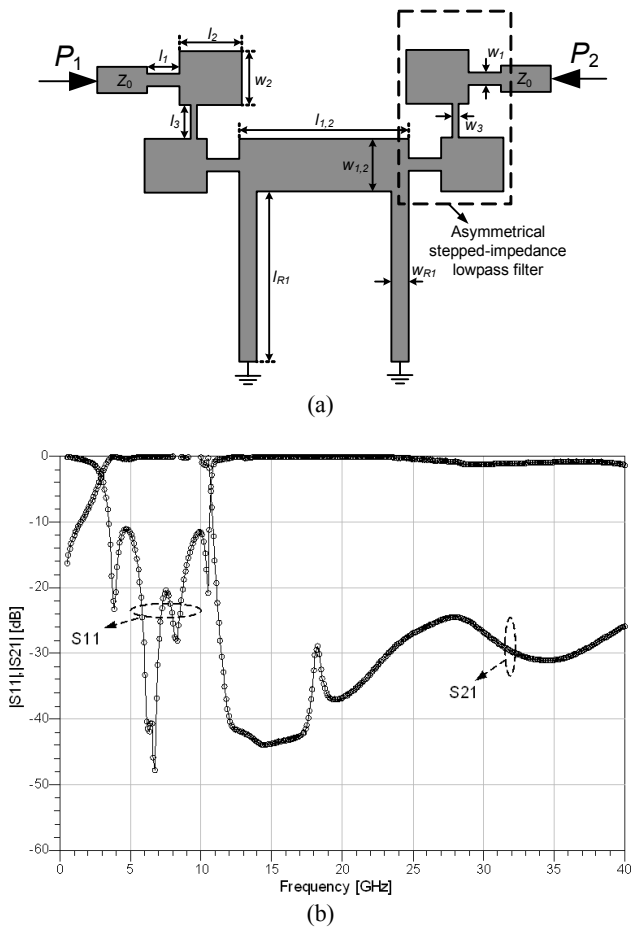 l1
l2
P1
Z0
w2
l3
l1,2
w1,2
lR1
wR1
w1
P2
Z0
w3
Asymmetrical
stepped-impedance
lowpass filter
(a)
|S11|,|S21| [dB]
0
-10
-20
-30
-40
-50
-60
S11
S21
0 5 10 15 20 25 30 35 40
Frequency [GHz]
(b)